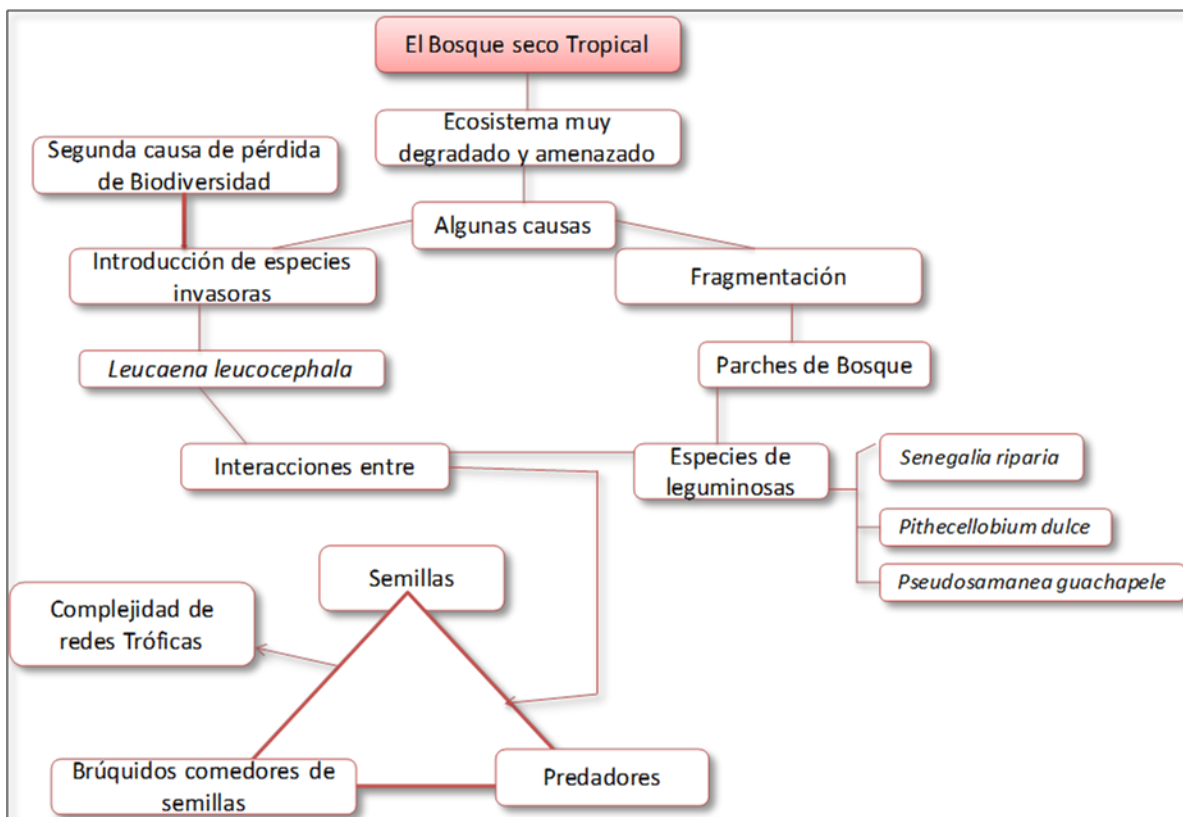 El Bosque seco Tropical
Ecosistema muy
degradado y amenazado
Segunda causa de pérdida
de Biodiversidad
Algunas causas
Introducción de especies
invasoras
Fragmentación
Leucaena leucocephala
Parches de Bosque
Interacciones entre
Especies de
leguminosas
Senegalia riparia
Pithecellobium dulce
Pseudosamanea guachapele
Semillas
Complejidad de
redes Tróficas
Brúquidos comedores de
semillas
Predadores